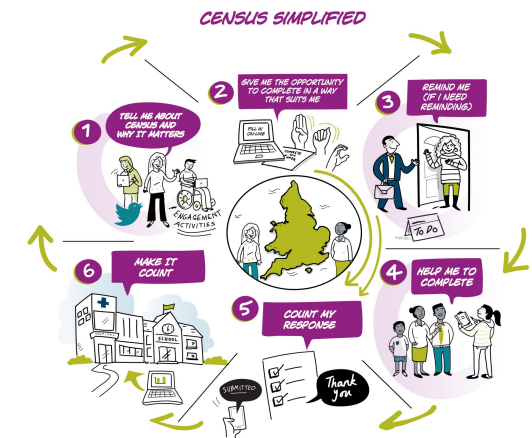 CENSUS SIMPLIFIED
1
TELL ME ABOUT
CENSUS AND
WHY IT MATTERS
ENGAGEMENT
ACTIVITIES
2
GIVE ME THE OPPORTUNITY
TO COMPLETE IN A WAY
THAT SUITS ME
FILL IN
ON-LINE
3
REMIND ME
(IF I NEED
REMINDING)
TO DO
4
HELP ME TO
COMPLETE
5
COUNT MY
RESPONSE
SUBMITTED
Thank
you
6
MAKE IT
COUNT
SCHOOL